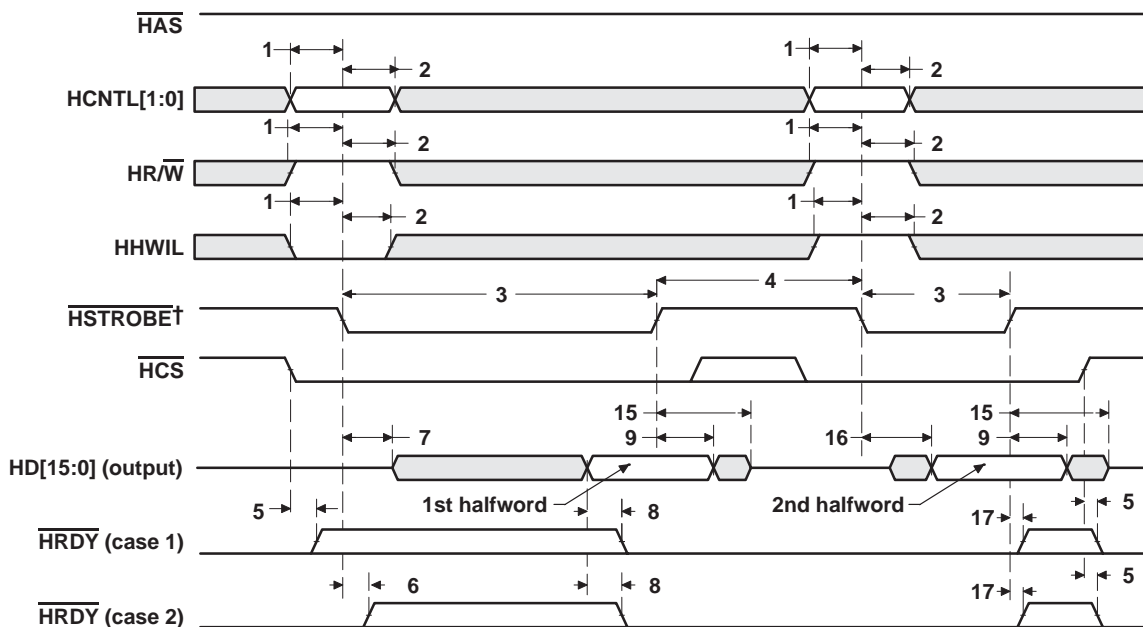 HAS
1
1
2
2
HCNTL[1:0]
1
1
2
2
HR/W
1
1
2
2
HHWIL
4
3
3
HSTROBE†
HCS
15
15
7
9
16
9
HD[15:0] (output)
1st halfword
2nd halfword
5
8
17
5
HRDY (case 1)
6
8
17
5
HRDY (case 2)